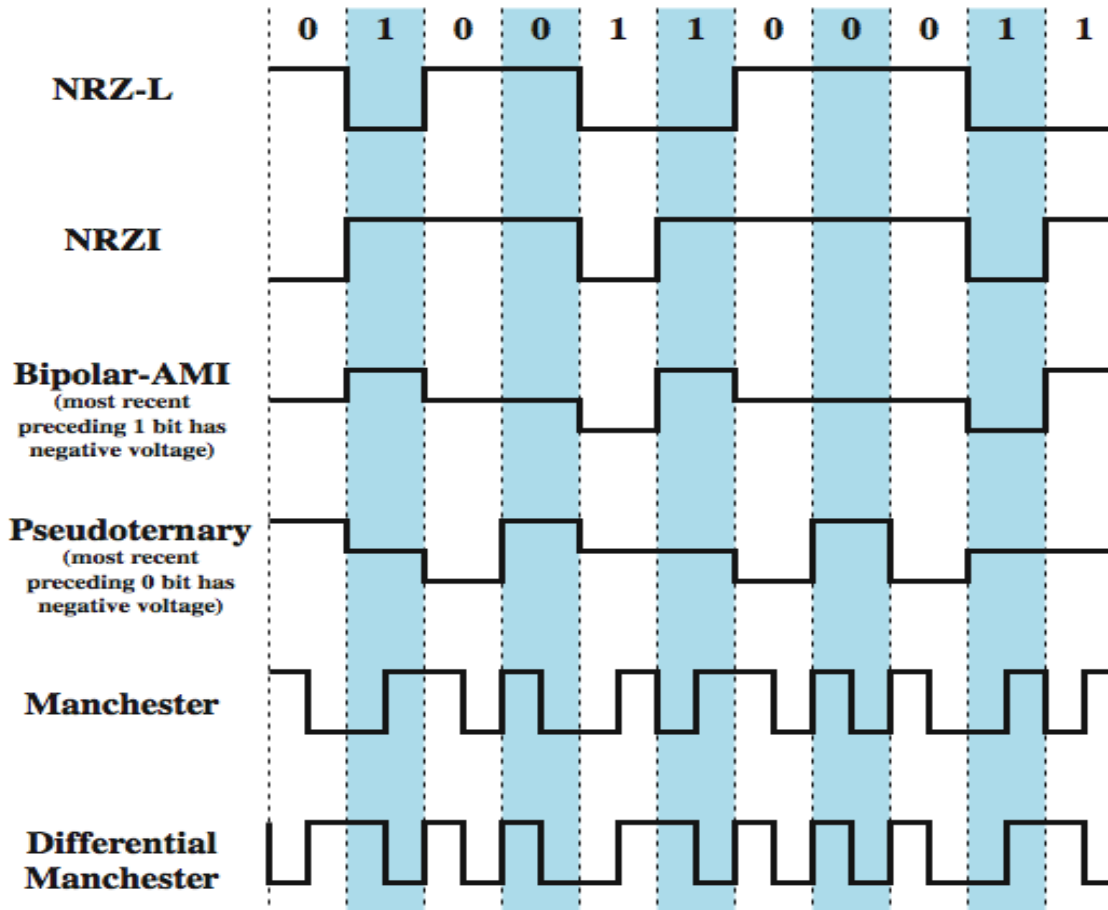 0 1 0 0 1 1 0 0 0 1 1
NRZ-L
NRZI
Bipolar-AMI
(most recent
preceding 1 bit has
negative voltage)
Pseudoternary
(most recent
preceding 0 bit has
negative voltage)
Manchester
Differential
Manchester